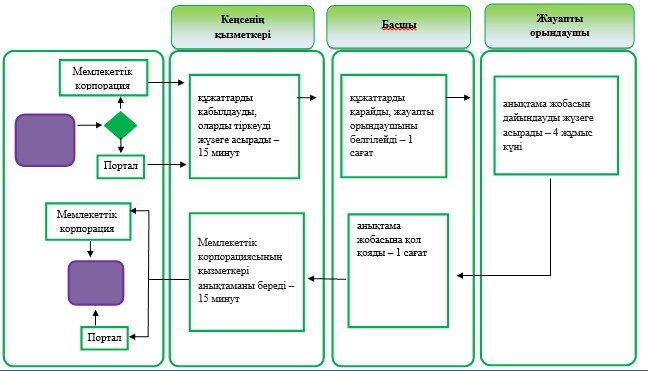 Кеңсенің
қызметкері
Басшы
Жауапты
орындаушы
Мемлекеттік
корпорация
Портал
құжаттарды
қабылдауды,
оларды тіркеуді
жүзеге асырады –
15 минут
құжаттарды
қарайды, жауапты
орындаушыны
белгілейді – 1
сағат
анықтама жобасын
дайындауды жүзеге
асырады – 4 жұмыс
күні
Мемлекеттік
корпорация
Портал
Мемлекеттік
корпорациясының
қызметкері
анықтаманы береді –
15 минут
анықтама
жобасына қол
қояды – 1 сағат